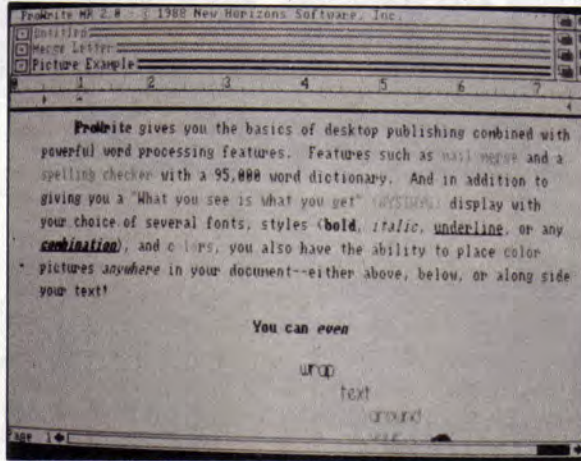 ProWrite MR 2.0 © 1988 New Horizons Software, Inc.
Untitled
Merge Letter
Picture Example
1 2 3 4 5 6 7
ProWrite gives you the basics of desktop publishing combined with
powerful word processing features. Features such as mail merge and a
spelling checker with a 95,000 word dictionary. And in addition to
giving you a "What you see is what you get" (WYSIWYG) display with
your choice of several fonts, styles (bold, italic, underline, or any
combination), and colors, you also have the ability to place color
pictures anywhere in your document--either above, below, or along side
your text!
You can even
wrap
text
around
Page 1